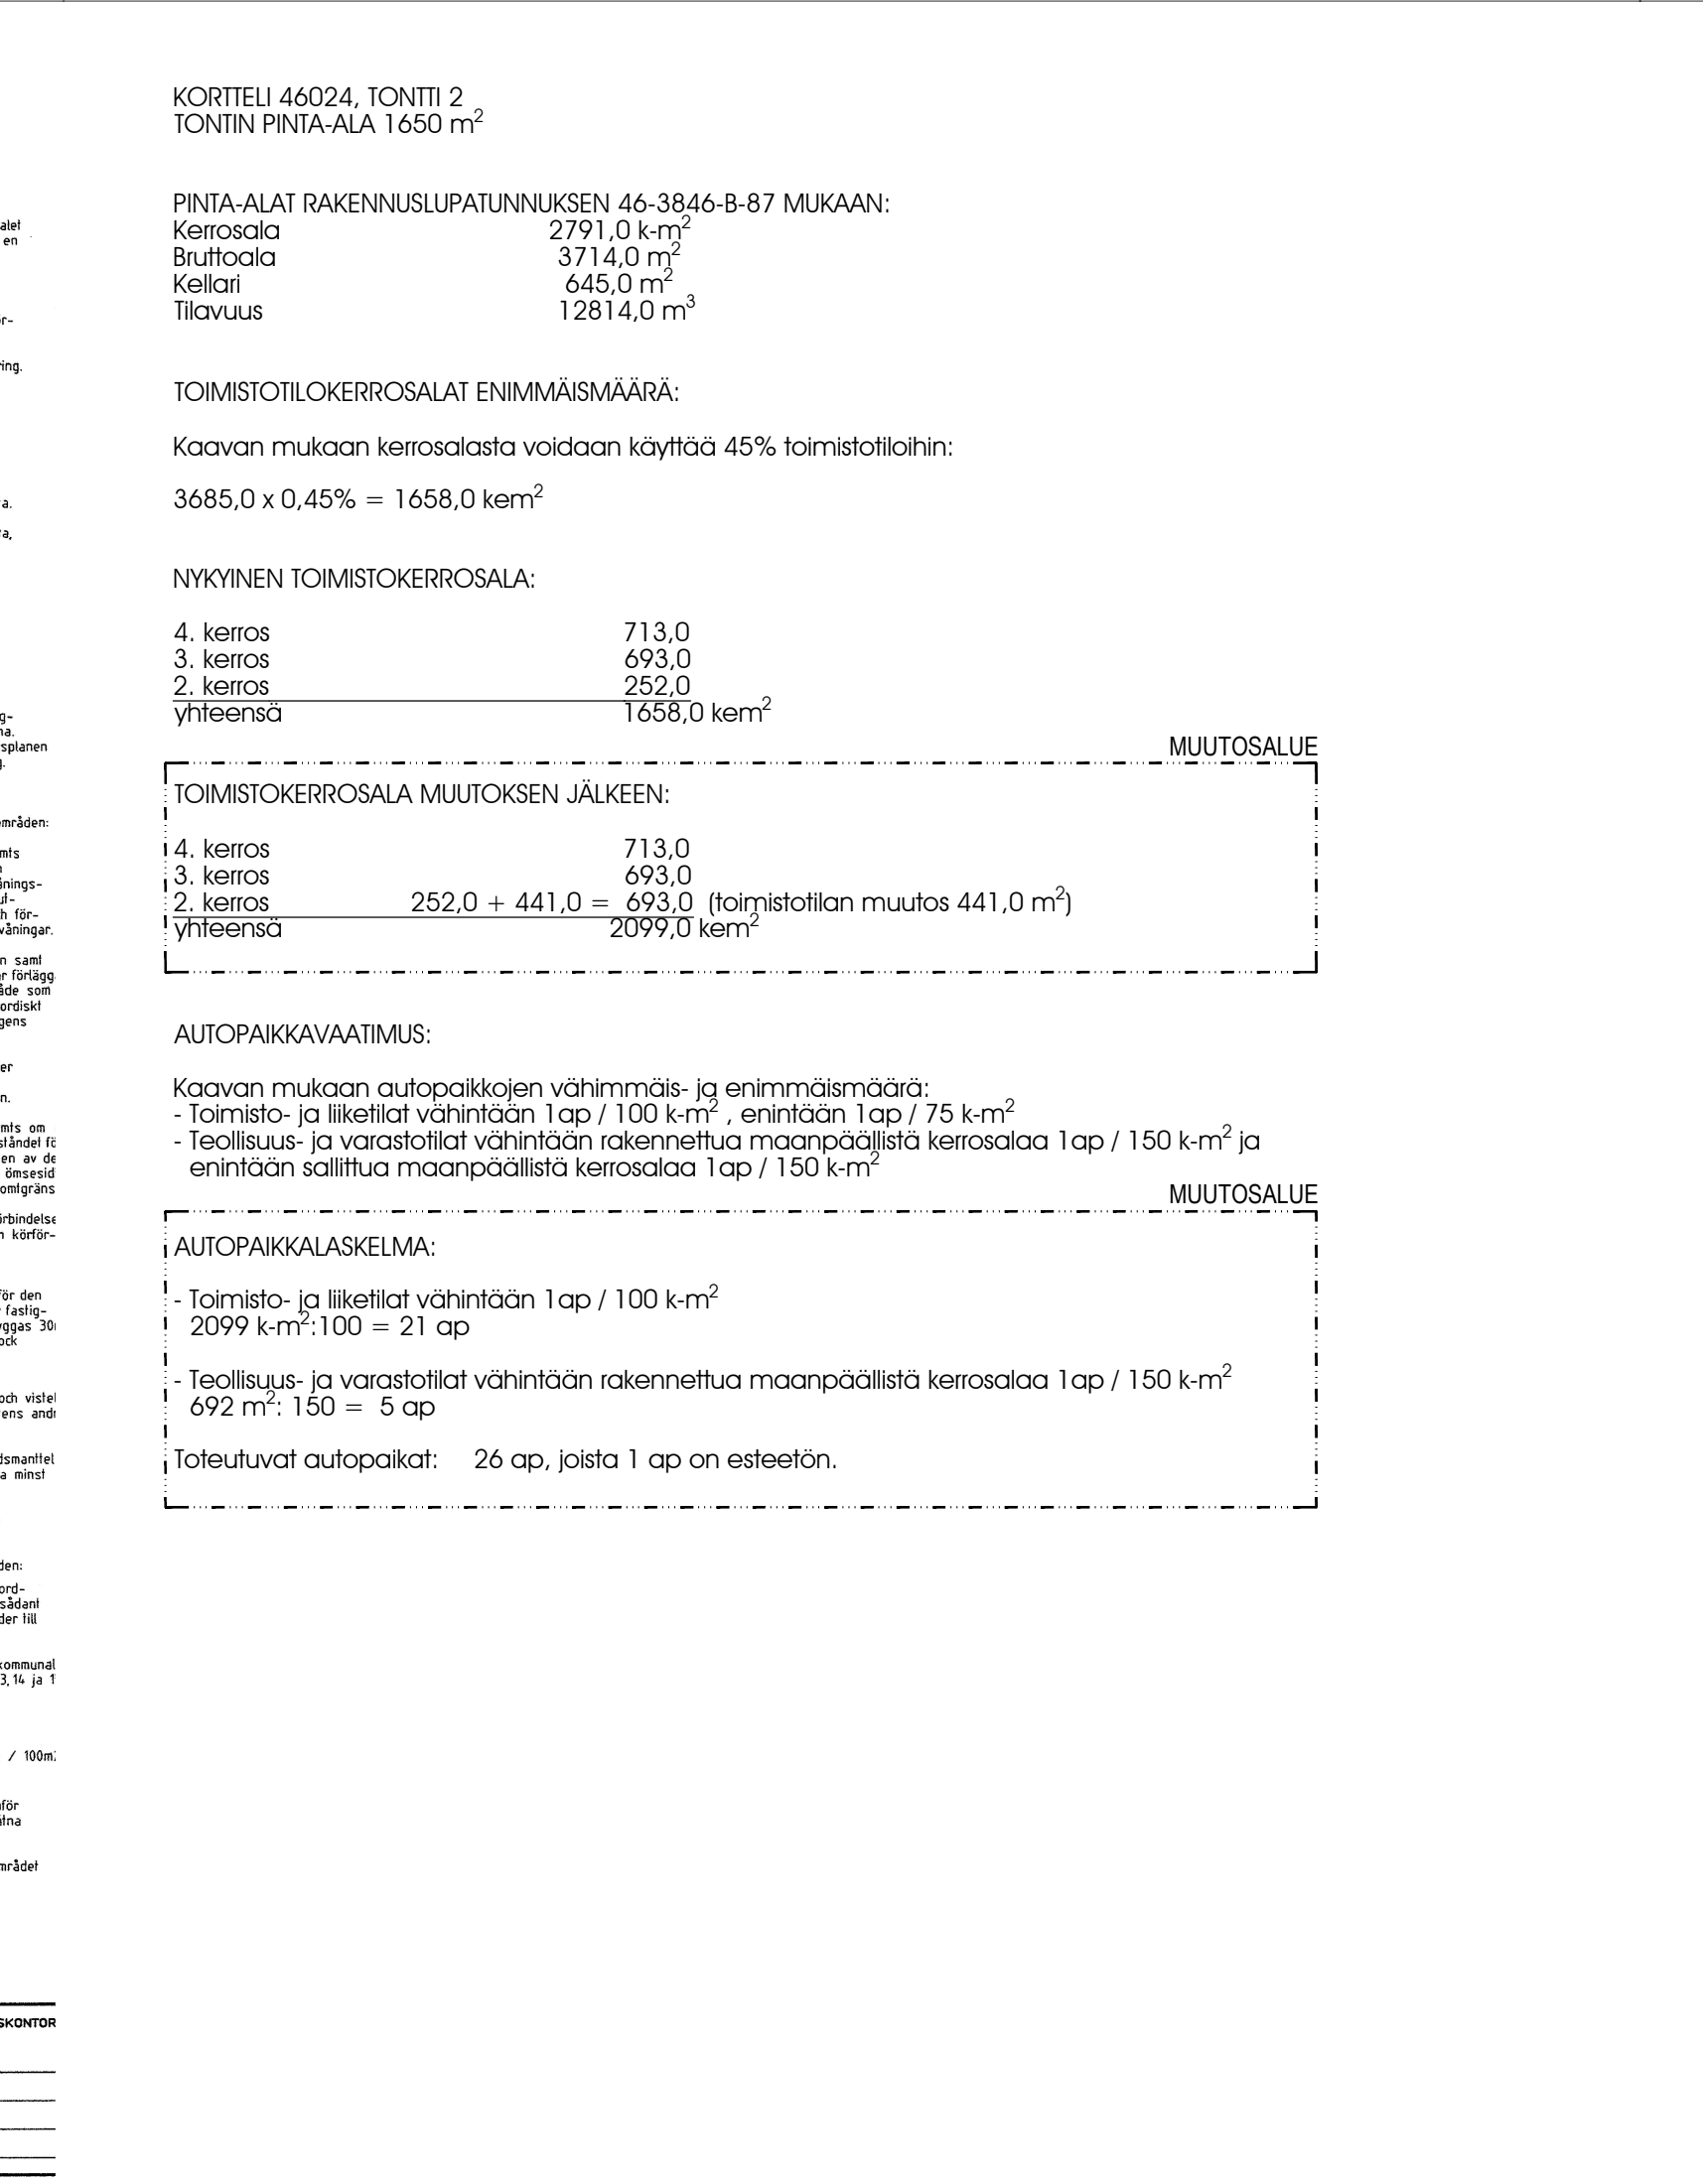 KORTTELI 46024, TONTTI 2
TONTIN PINTA-ALA 1650 m²
PINTA-ALAT RAKENNUSLUPATUNNUKSEN 46-3846-B-87 MUKAAN:
Kerrosala 2791,0 k-m²
Bruttoala 3714,0 m²
Kellari 645,0 m²
Tilavuus 12814,0 m³
TOIMISTOTILOKERROSALAT ENIMMÄISMÄÄRÄ:
Kaavan mukaan kerrosalasta voidaan käyttää 45% toimistotiloihin:
3685,0 x 0,45% = 1658,0 kem²
NYKYINEN TOIMISTOKERROSALA:
4. kerros 713,0
3. kerros 693,0
2. kerros 252,0
yhteensä 1658,0 kem²
MUUTOSALUE
TOIMISTOKERROSALA MUUTOKSEN JÄLKEEN:
4. kerros 713,0
3. kerros 693,0
2. kerros 252,0 + 441,0 = 693,0 (toimistotilan muutos 441,0 m²)
yhteensä 2099,0 kem²
AUTOPAIKKAVAATIMUS:
Kaavan mukaan autopaikkojen vähimmäis- ja enimmäismäärä:
- Toimisto- ja liiketilat vähintään 1ap / 100 k-m² , enintään 1ap / 75 k-m²
- Teollisuus- ja varastotilat vähintään rakennettua maanpäällistä kerrosalaa 1ap / 150 k-m² ja
enintään sallittua maanpäällistä kerrosalaa 1ap / 150 k-m²
MUUTOSALUE
AUTOPAIKKALASKELMA:
- Toimisto- ja liiketilat vähintään 1ap / 100 k-m²
2099 k-m²:100 = 21 ap
- Teollisuus- ja varastotilat vähintään rakennettua maanpäällistä kerrosalaa 1ap / 150 k-m²
692 m²: 150 = 5 ap
Toteutuvat autopaikat: 26 ap, joista 1 ap on esteetön.